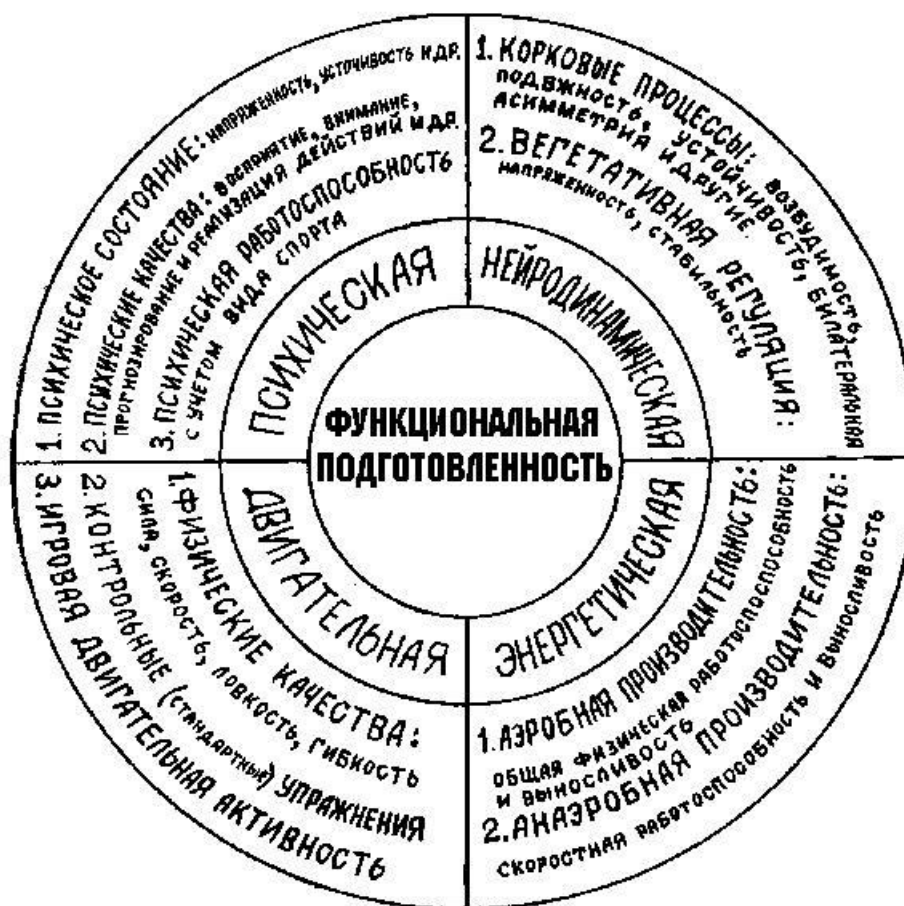 ФУНКЦИОНАЛЬНАЯ
ПОДГОТОВЛЕННОСТЬ
ПСИХИЧЕСКАЯ
1. ПСИХИЧЕСКОЕ СОСТОЯНИЕ: НАПРЯЖЕННОСТЬ, УСТОЧИВОСТЬ И ДР.
2. ПСИХИЧЕСКИЕ КАЧЕСТВА: ВОСПРИЯТИЕ, ВНИМАНИЕ,
ПРОГНОЗИРОВАНИЕ И РЕАЛИЗАЦИЯ ДЕЙСТВИЙ И ДР.
3. ПСИХИЧЕСКАЯ РАБОТОСПОСОБНОСТЬ
С УЧЕТОМ ВИДА СПОРТА
НЕЙРОДИНАМИЧЕСКАЯ
1. КОРКОВЫЕ ПРОЦЕССЫ: ВОЗБУДИМОСТЬ,
ПОДВЖНОСТЬ, УСТОЙЧИВОСТЬ, БИЛАТЕРАЛЬНАЯ
АСИММЕТРИЯ И ДРУГИЕ.
2. ВЕГЕТАТИВНАЯ РЕГУЛЯЦИЯ:
НАПРЯЖЕННОСТЬ, СТАБИЛЬНОСТЬ
ДВИГАТЕЛЬНАЯ
1. ФИЗИЧЕСКИЕ КАЧЕСТВА:
СИЛА, СКОРОСТЬ, ЛОВКОСТЬ, ГИБКОСТЬ
2. КОНТРОЛЬНЫЕ (СТАНДАРТНЫЕ) УПРАЖНЕНИЯ
3. ИГРОВАЯ ДВИГАТЕЛЬНАЯ АКТИВНОСТЬ
ЭНЕРГЕТИЧЕСКАЯ
1. АЭРОБНАЯ ПРОИЗВОДИТЕЛЬНОСТЬ:
ОБЩАЯ ФИЗИЧЕСКАЯ РАБОТОСПОСОБНОСТЬ
И ВЫНОСЛИВОСТЬ
2. АНАЭРОБНАЯ ПРОИЗВОДИТЕЛЬНОСТЬ:
СКОРОСТНАЯ РАБОТОСПОСОБНОСТЬ И ВЫНОСЛИВОСТЬ